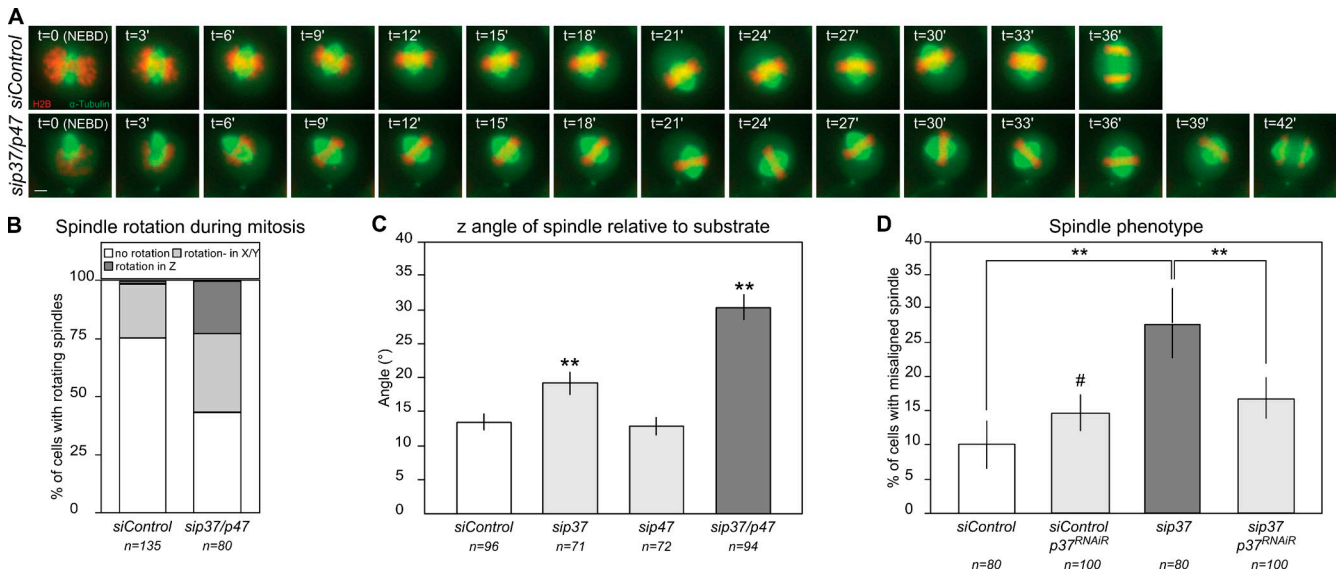 A
siControl
t=0 (NEBD) t=3' t=6' t=9' t=12' t=15' t=18' t=21' t=24' t=27' t=30' t=33' t=36'
H2B α-Tubulin
sip37/p47
t=0 (NEBD) t=3' t=6' t=9' t=12' t=15' t=18' t=21' t=24' t=27' t=30' t=33' t=36' t=39' t=42'
B Spindle rotation during mitosis
no rotation rotation- in X/Y
rotation in Z
% of cells with rotating spindles
100
75
50
25
0
siControl sip37/p47
n=135 n=80
C z angle of spindle relative to substrate
Angle (°)
40
35
30
25
20
15
10
5
0
** **
siControl sip37 sip47 sip37/p47
n=96 n=71 n=72 n=94
D Spindle phenotype
% of cells with misaligned spindle
40
35
30
25
20
15
10
5
0
** **
#
siControl siControl sip37 sip37
p37RNAiR p37RNAiR
n=80 n=100 n=80 n=100